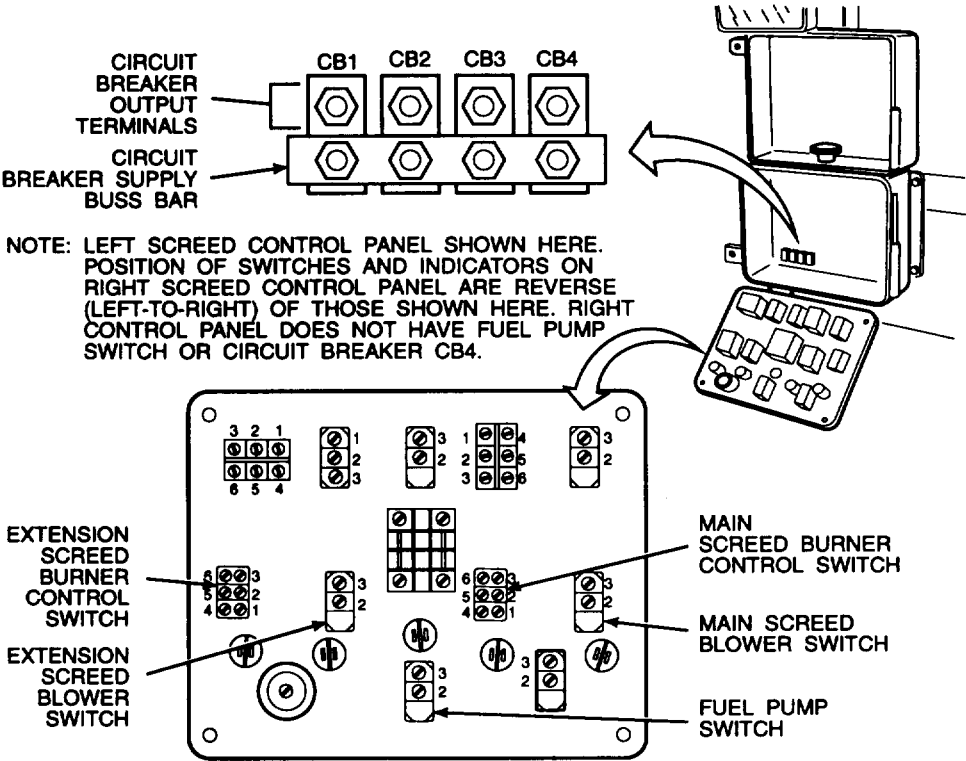 CB1 CB2 CB3 CB4
CIRCUIT
BREAKER
OUTPUT
TERMINALS
CIRCUIT
BREAKER SUPPLY
BUSS BAR
NOTE: LEFT SCREED CONTROL PANEL SHOWN HERE.
POSITION OF SWITCHES AND INDICATORS ON
RIGHT SCREED CONTROL PANEL ARE REVERSE
(LEFT-TO-RIGHT) OF THOSE SHOWN HERE. RIGHT
CONTROL PANEL DOES NOT HAVE FUEL PUMP
SWITCH OR CIRCUIT BREAKER CB4.
3 2 1
6 5 4
1
2
3
3
2
1 4
2 5
3 6
3
2
EXTENSION
SCREED
BURNER
CONTROL
SWITCH
6 3
5 2
4 1
3
2
6 3
5 2
4 1
3
2
MAIN
SCREED BURNER
CONTROL SWITCH
MAIN SCREED
BLOWER SWITCH
EXTENSION
SCREED
BLOWER
SWITCH
3
2
3
2
FUEL PUMP
SWITCH